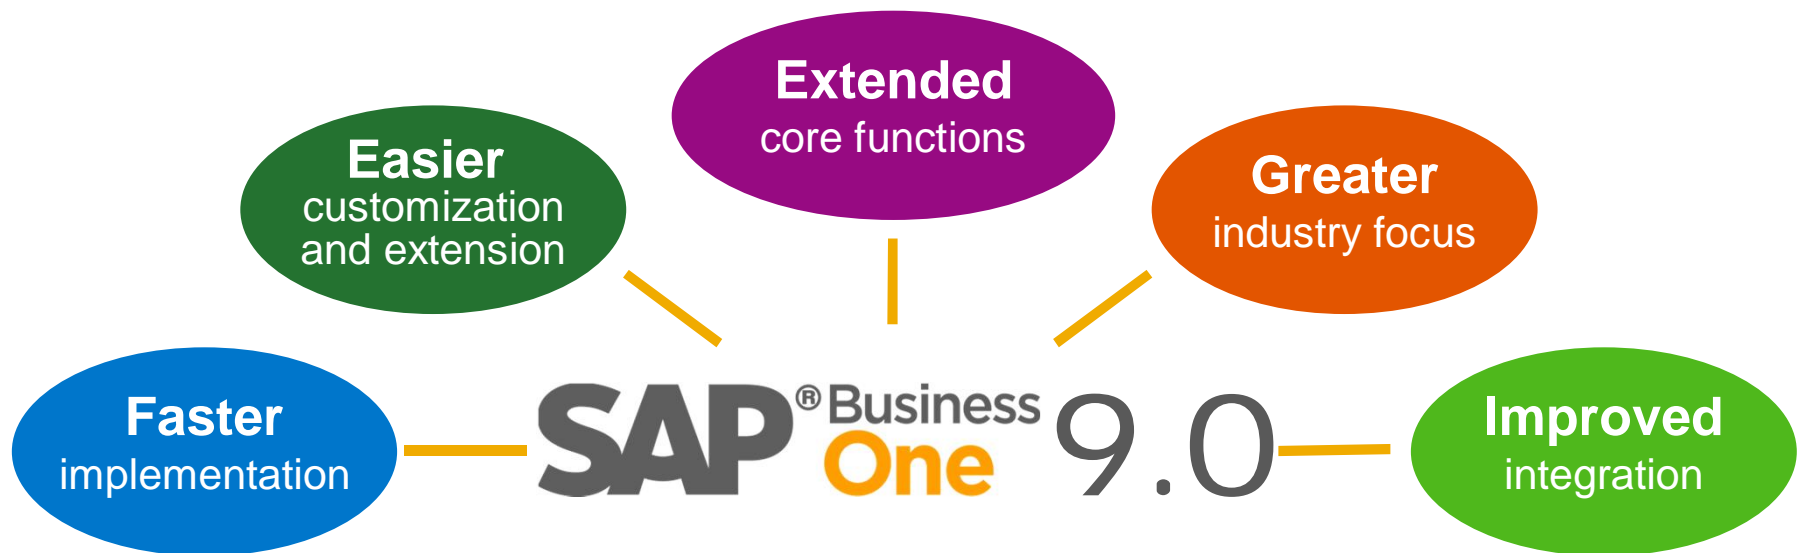 Extended
core functions
Easier
customization
and extension
Greater
industry focus
Faster
implementation
SAP® Business One 9.0
Improved
integration